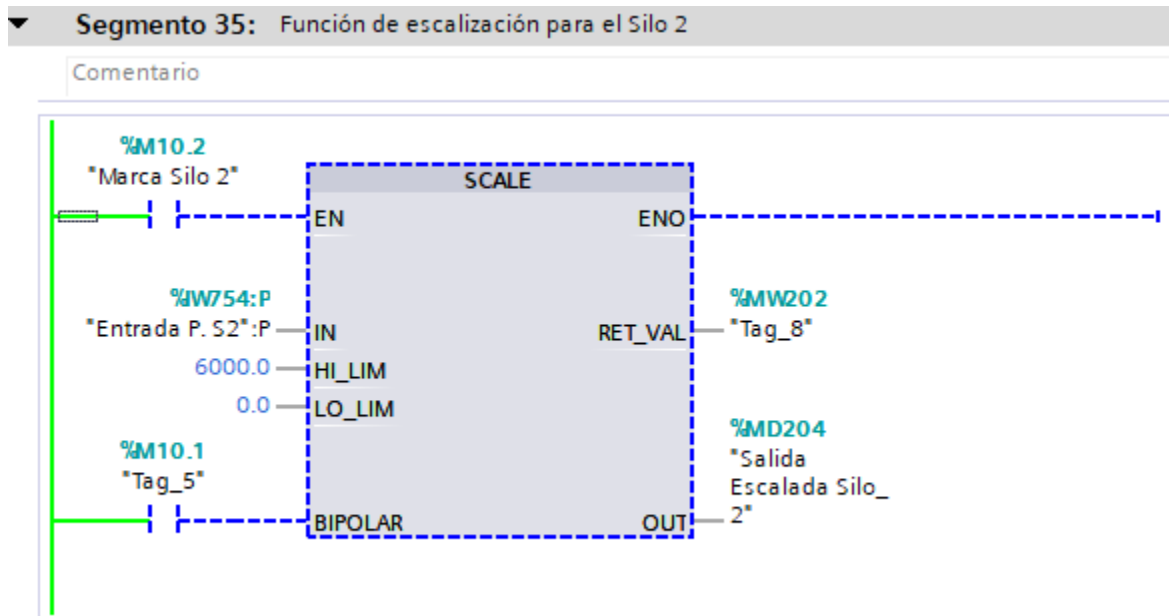 Segmento 35: Función de escalización para el Silo 2
Comentario
%M10.2
"Marca Silo 2"
SCALE
EN
ENO
%IW754:P
"Entrada P. S2":P
IN
%MW202
RET_VAL
"Tag_8"
6000.0
HI_LIM
0.0
LO_LIM
%M10.1
"Tag_5"
%MD204
"Salida
Escalada Silo_
2"
BIPOLAR
OUT